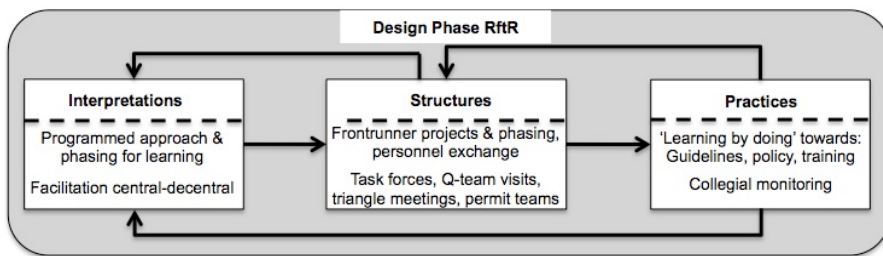 Design Phase RftR
Interpretations
Programmed approach &
phasing for learning
Facilitation central-decentral
Structures
Frontrunner projects & phasing,
personnel exchange
Task forces, Q-team visits,
triangle meetings, permit teams
Practices
‘Learning by doing’ towards:
Guidelines, policy, training
Collegial monitoring